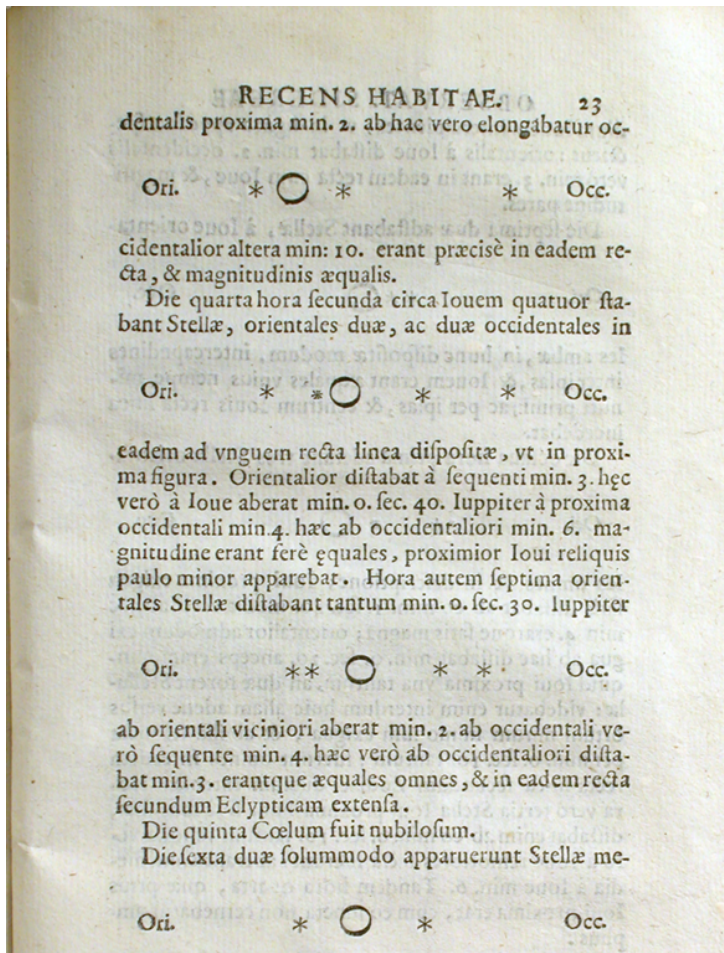 RECENS HABITAE. 23
dentalis proxima min. 2. ab hac vero elongabatur oc-
Ori. * O * * Occ.
cidentalior altera min: 10. erant præcisè in eadem re-
cta, & magnitudinis æqualis.
Die quarta hora ſecunda circa Iouem quatuor ſta-
bant Stellæ, orientales duæ, ac duæ occidentales in
Ori. * * O * * Occ.
eadem ad vnguem recta linea diſpoſitæ, vt in proxi-
ma figura. Orientalior diſtabat à ſequenti min. 3. hęc
verò à Ioue aberat min. 0. ſec. 40. Iuppiter à proxima
occidentali min. 4. hæc ab occidentaliori min. 6. ma-
gnitudine erant ferè ęquales, proximior Ioui reliquis
paulo minor apparebat. Hora autem ſeptima orien-
tales Stellæ diſtabant tantum min. 0. ſec. 30. Iuppiter
Ori. ** O * * Occ.
ab orientali viciniori aberat min. 2. ab occidentali ve-
rò ſequente min. 4. hæc verò ab occidentaliori diſta-
bat min. 3. erantque æquales omnes, & in eadem recta
ſecundum Eclypticam extenſa.
Die quinta Cœlum fuit nubiloſum.
Die ſexta duæ ſolummodo apparuerunt Stellæ me-
Ori. * O * Occ.